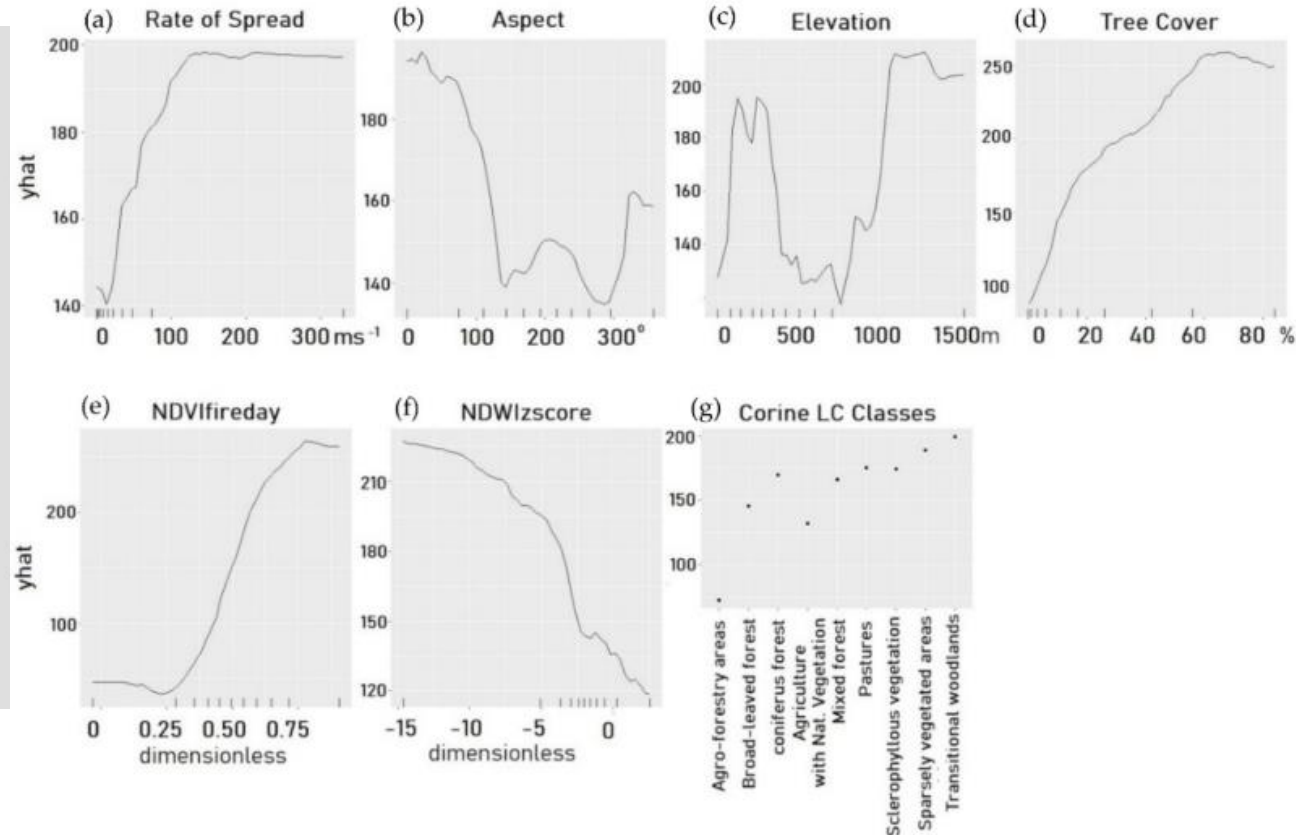 (a) Rate of Spread
(b) Aspect
(c) Elevation
(d) Tree Cover
yhat
200
180
160
140
0 100 200 300 ms⁻¹
180
160
140
0 100 200 300 °
200
180
160
140
0 500 1000 1500m
250
200
150
100
0 20 40 60 80 %
(e) NDVIfireday
(f) NDWIzscore
(g) Corine LC Classes
yhat
200
100
0 0.25 0.50 0.75
dimensionless
210
180
150
120
-15 -10 -5 0
dimensionless
200
150
100
Agro-forestry areas
Broad-leaved forest
coniferus forest
Agriculture
with Nat. Vegetation
Mixed forest
Pastures
Sclerophyllous vegetation
Sparsely vegetated areas
Transitional woodlands